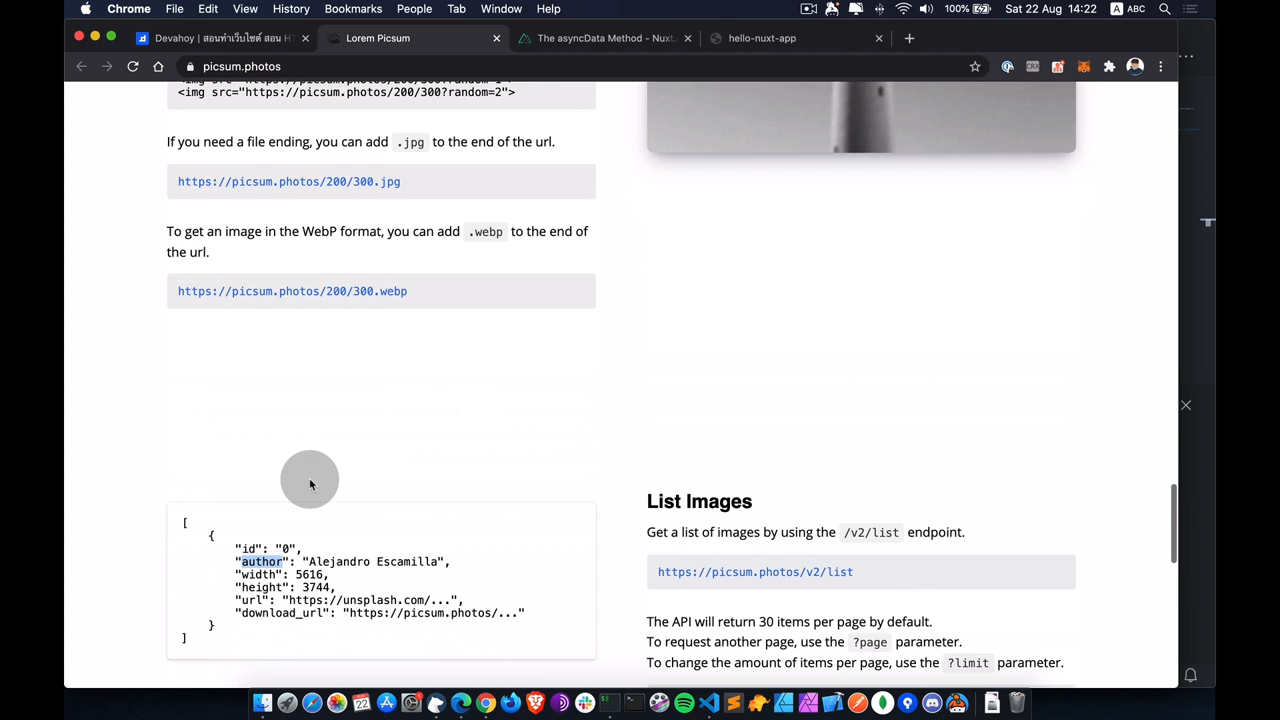 Chrome File Edit View History Bookmarks People Tab Window Help 100% Sat 22 Aug 14:22 A ABC
Devahoy | สอนทำเว็บไซต์ สอน H
Lorem Picsum
The asyncData Method - Nuxt
hello-nuxt-app
picsum.photos
<img src="https://picsum.photos/200/300?random=2">
If you need a file ending, you can add .jpg to the end of the url.
https://picsum.photos/200/300.jpg
To get an image in the WebP format, you can add .webp to the end of
the url.
https://picsum.photos/200/300.webp
[
{
"id": "0",
"author": "Alejandro Escamilla",
"width": 5616,
"height": 3744,
"url": "https://unsplash.com/...",
"download_url": "https://picsum.photos/..."
}
]
List Images
Get a list of images by using the /v2/list endpoint.
https://picsum.photos/v2/list
The API will return 30 items per page by default.
To request another page, use the ?page parameter.
To change the amount of items per page, use the ?limit parameter.